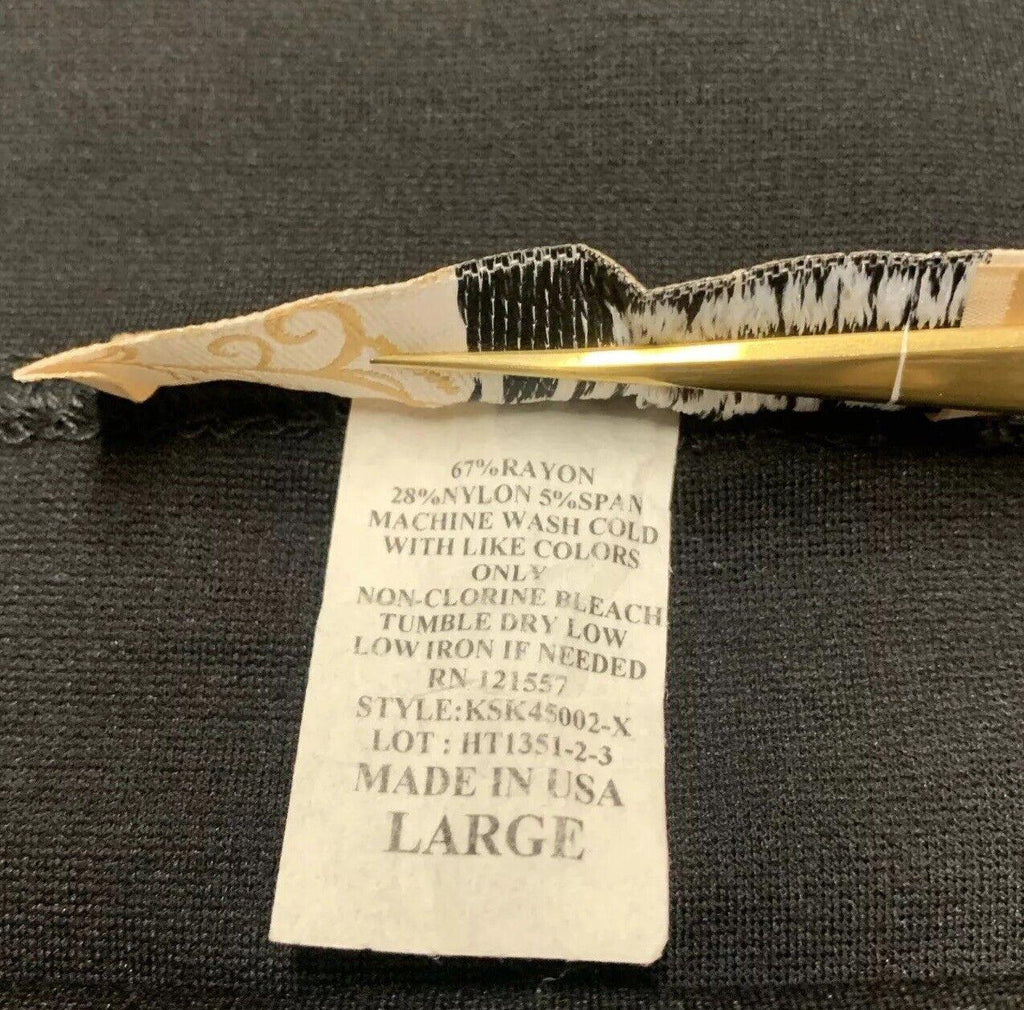 67%RAYON
28%NYLON 5%SPAN
MACHINE WASH COLD
WITH LIKE COLORS
ONLY
NON-CLORINE BLEACH
TUMBLE DRY LOW
LOW IRON IF NEEDED
RN 121557
STYLE:KSK45002-X
LOT : HT1351-2-3
MADE IN USA
LARGE